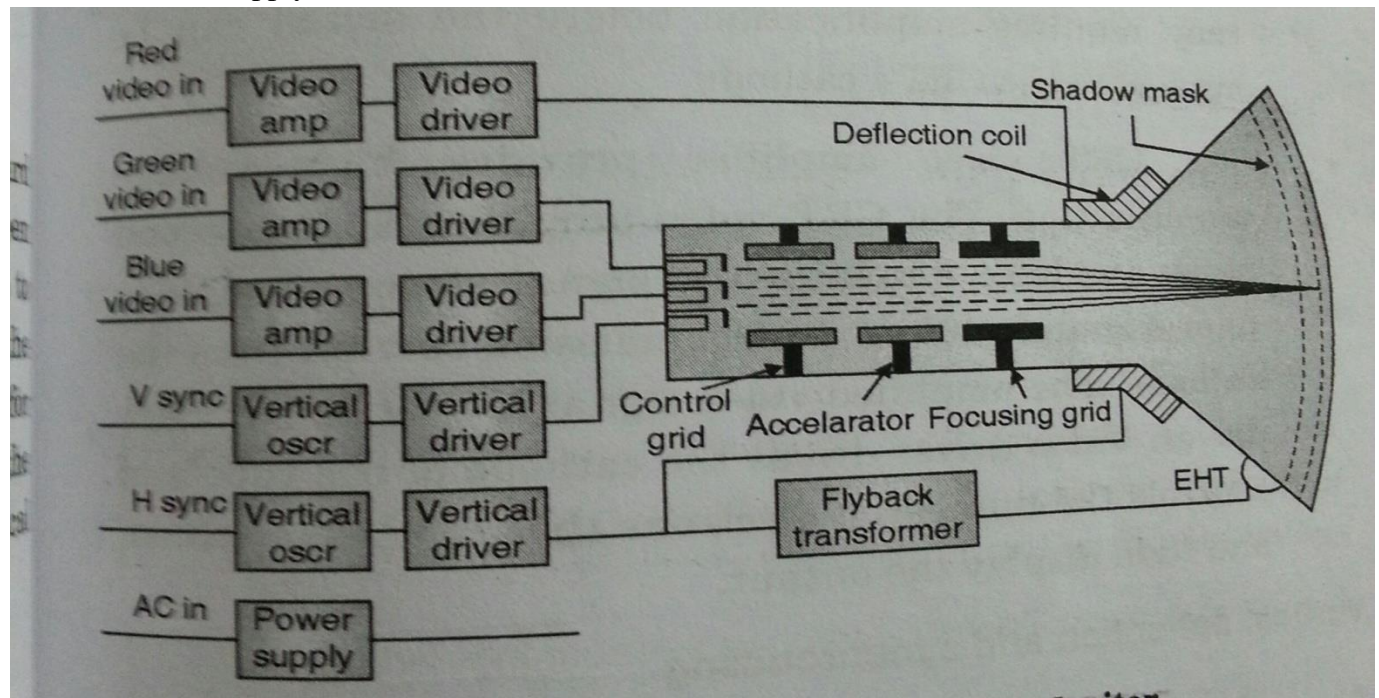 supply
Red
video in
Video
amp
Video
driver
Shadow mask
Deflection coil
Green
video in
Video
amp
Video
driver
Blue
video in
Video
amp
Video
driver
V sync
Vertical
oscr
Vertical
driver
Control
grid
Accelarator
Focusing grid
H sync
Vertical
oscr
Vertical
driver
Flyback
transformer
EHT
AC in
Power
supply